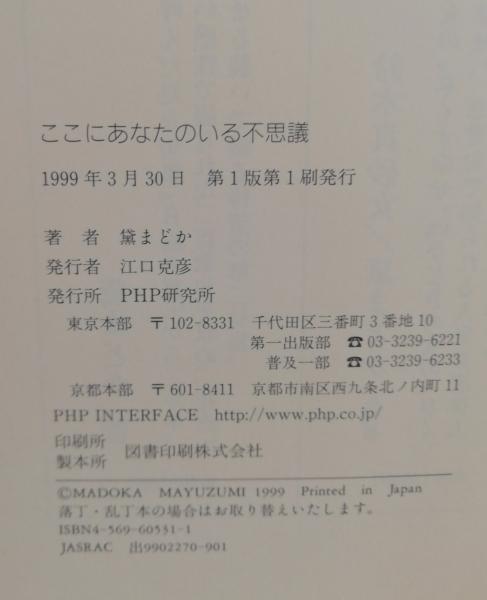 ここにあなたのいる不思議
1999年3月30日 第1版第1刷発行
著 者 黛まどか
発行者 江口克彦
発行所 PHP研究所
東京本部 〒102-8331 千代田区三番町3番地10
第一出版部 ☎03-3239-6221
普及一部 ☎03-3239-6233
京都本部 〒601-8411 京都市南区西九条北ノ内町11
PHP INTERFACE http://www.php.co.jp/
印刷所
製本所 図書印刷株式会社
©MADOKA MAYUZUMI 1999 Printed in Japan
落丁・乱丁本の場合はお取り替えいたします。
ISBN4-569-60531-1
JASRAC 出9902270-901